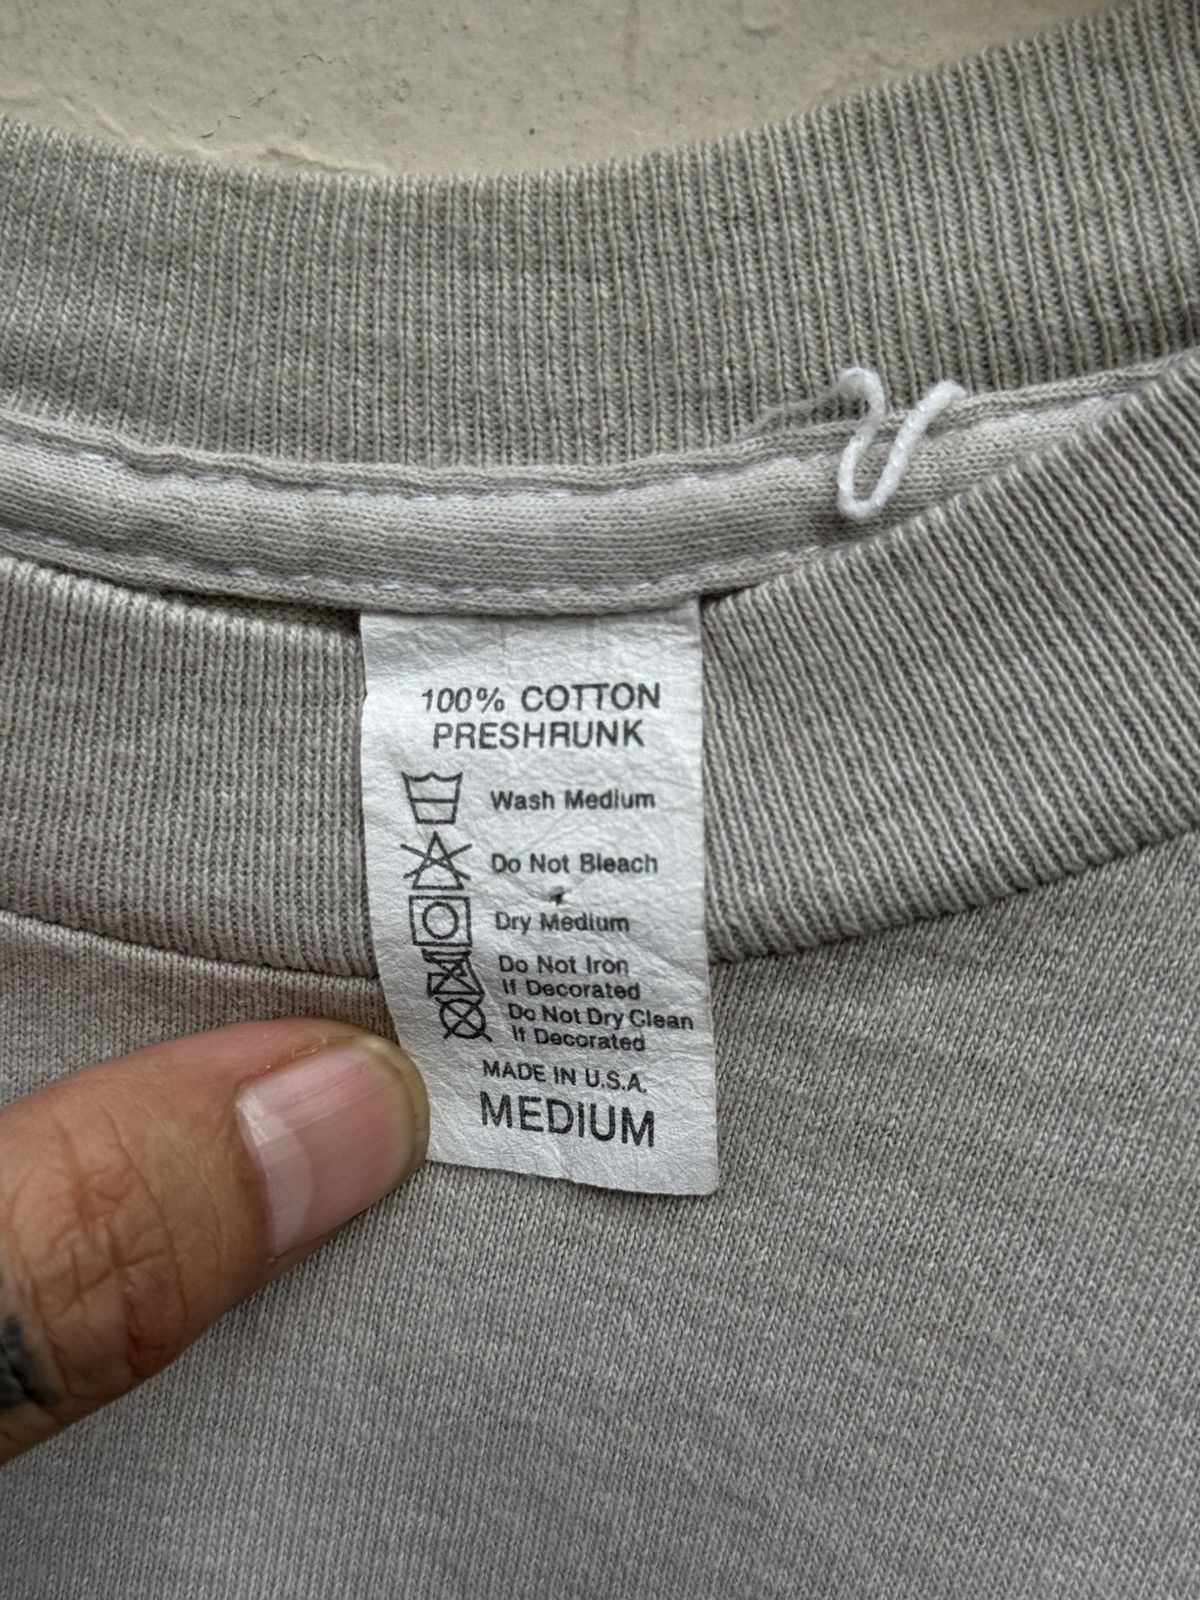 100% COTTON
PRESHRUNK
Wash Medium
Do Not Bleach
Dry Medium
Do Not Iron
If Decorated
Do Not Dry Clean
If Decorated
MADE IN U.S.A.
MEDIUM